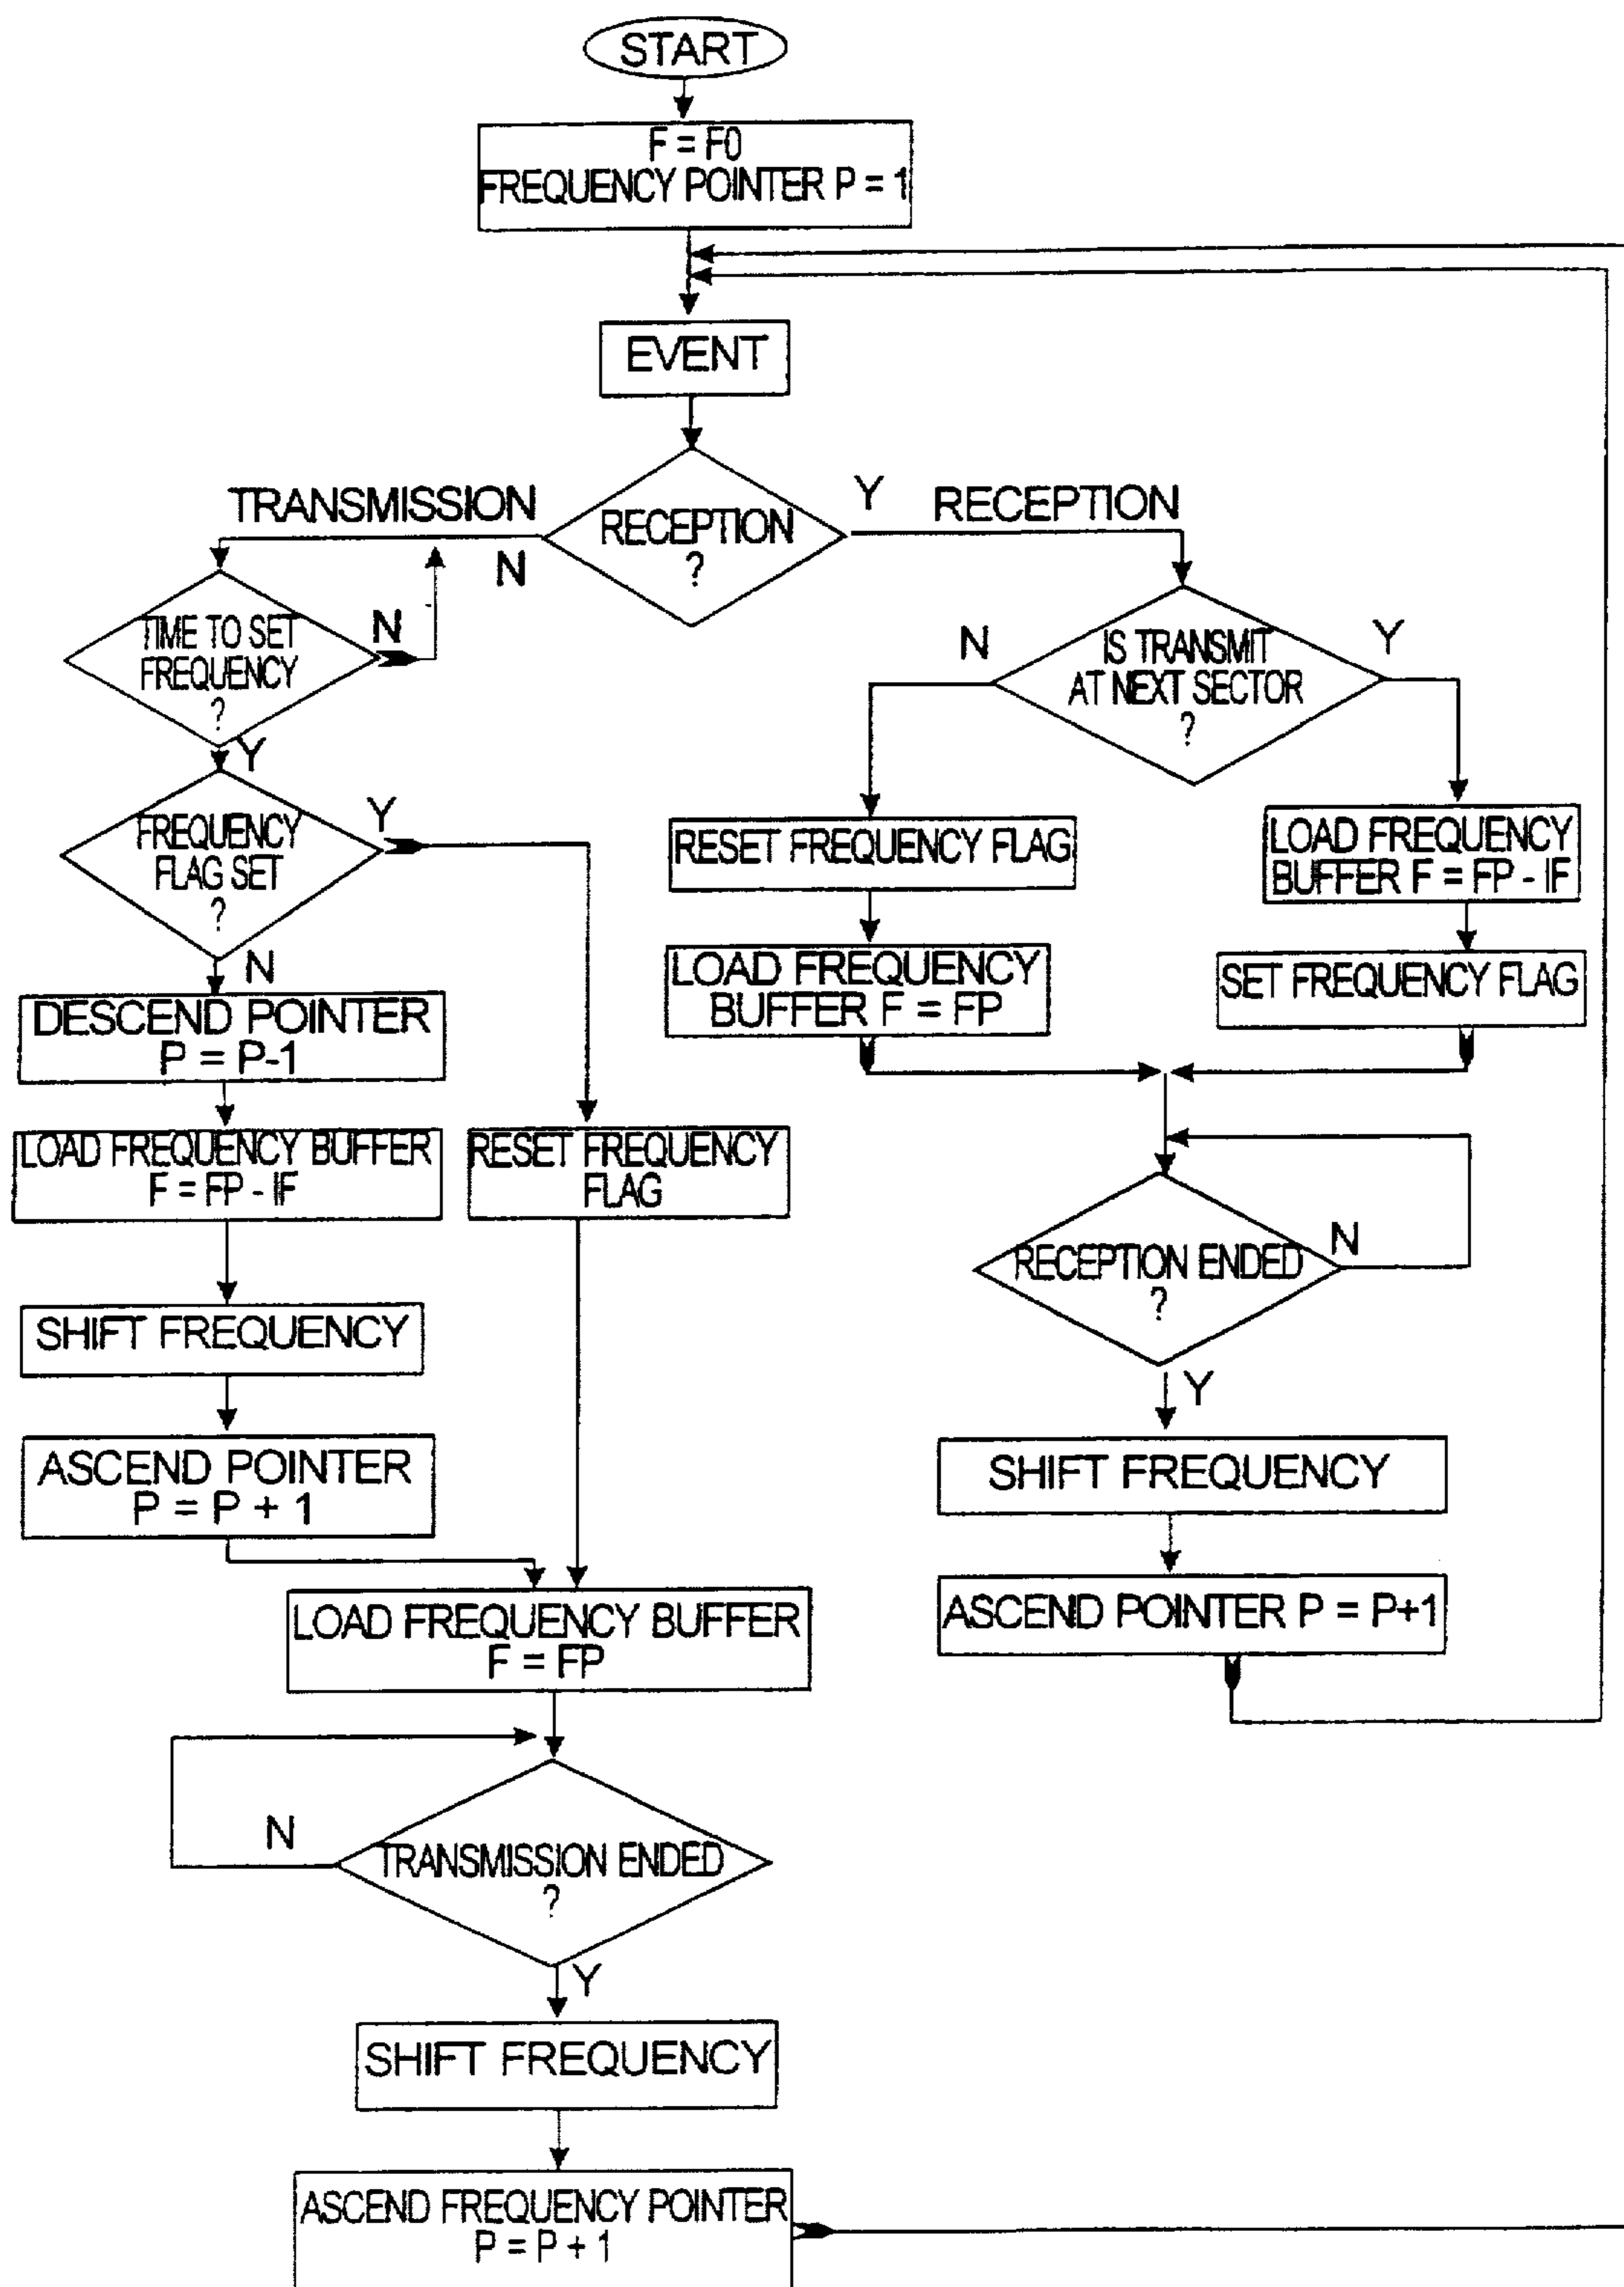 START
F = F0
FREQUENCY POINTER P = 1
EVENT
RECEPTION
?
TRANSMISSION
N
Y
RECEPTION
TIME TO SET
FREQUENCY
?
N
Y
IS TRANSMIT
AT NEXT SECTOR
?
N
Y
FREQUENCY
FLAG SET
?
Y
N
RESET FREQUENCY FLAG
LOAD FREQUENCY
BUFFER F = FP - IF
LOAD FREQUENCY
BUFFER F = FP
SET FREQUENCY FLAG
DESCEND POINTER
P = P-1
LOAD FREQUENCY BUFFER
F = FP - IF
RESET FREQUENCY
FLAG
RECEPTION ENDED
?
N
Y
SHIFT FREQUENCY
ASCEND POINTER
P = P + 1
SHIFT FREQUENCY
ASCEND POINTER P = P+1
LOAD FREQUENCY BUFFER
F = FP
TRANSMISSION ENDED
?
N
Y
SHIFT FREQUENCY
ASCEND FREQUENCY POINTER
P = P + 1